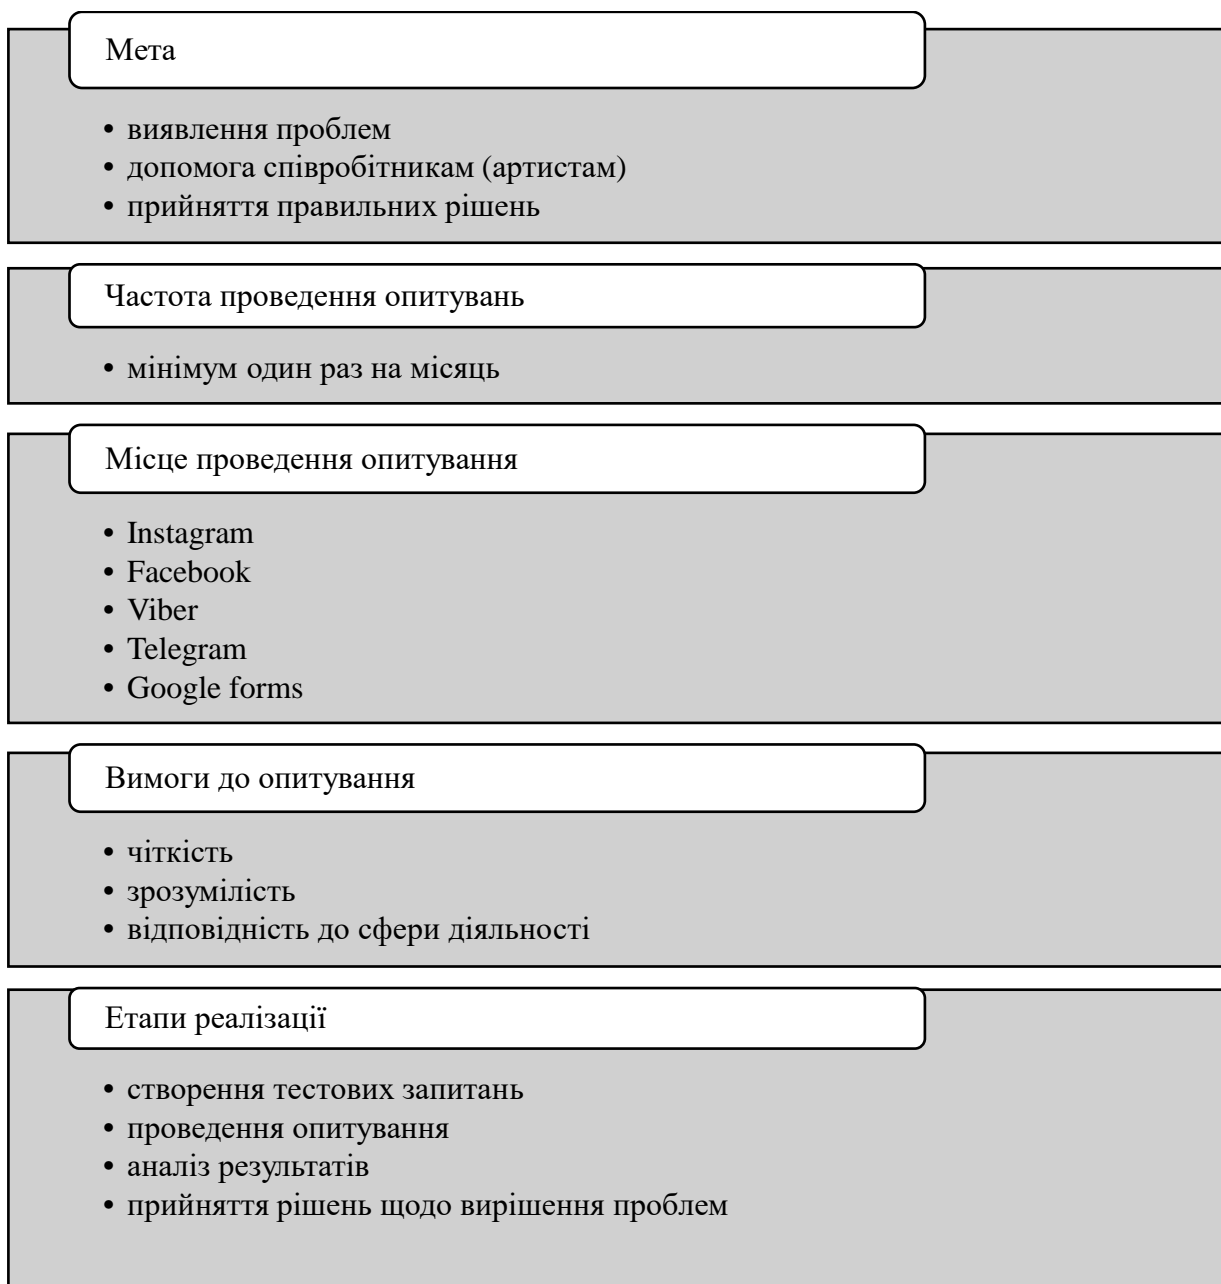 Мета
• виявлення проблем
• допомога співробітникам (артистам)
• прийняття правильних рішень
Частота проведення опитувань
• мінімум один раз на місяць
Місце проведення опитування
• Instagram
• Facebook
• Viber
• Telegram
• Google forms
Вимоги до опитування
• чіткість
• зрозумілість
• відповідність до сфери діяльності
Етапи реалізації
• створення тестових запитань
• проведення опитування
• аналіз результатів
• прийняття рішень щодо вирішення проблем